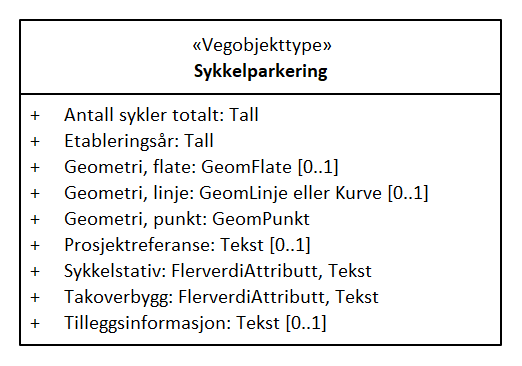 «Vegobjekttype»
Sykkelparkering
+ Antall sykler totalt: Tall
+ Etableringsår: Tall
+ Geometri, flate: GeomFlate [0..1]
+ Geometri, linje: GeomLinje eller Kurve [0..1]
+ Geometri, punkt: GeomPunkt
+ Prosjektreferanse: Tekst [0..1]
+ Sykkelstativ: FlerverdiAttributt, Tekst
+ Takoverbygg: FlerverdiAttributt, Tekst
+ Tilleggsinformasjon: Tekst [0..1]